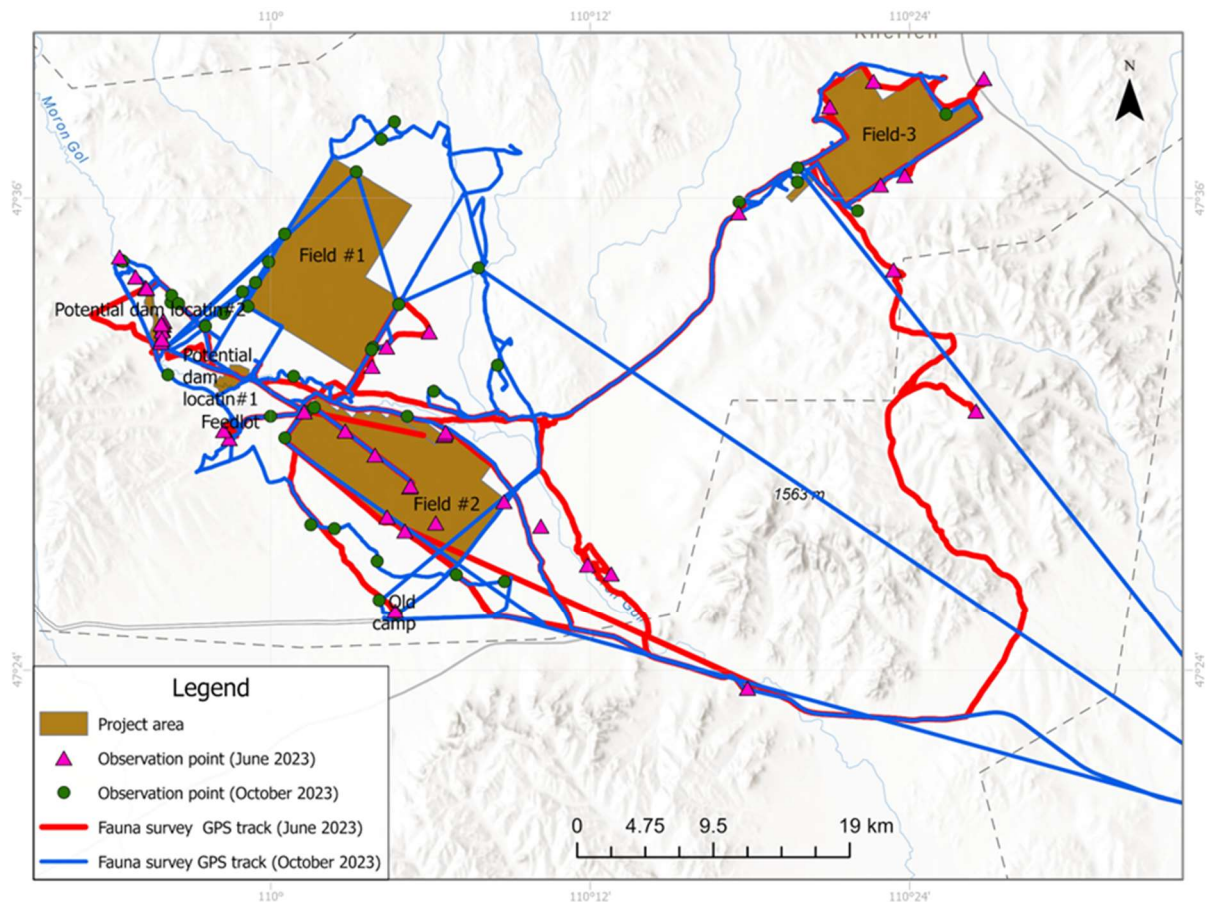 110°
110°12'
110°24'
Moron Gol
N
Field-3
47°36'
47°36'
Field #1
Potential dam locatin#2
Potential
dam
locatin#1
Feedlot
Field #2
1563 m
Old
camp
47°24'
47°24'
Legend
Project area
Observation point (June 2023)
Observation point (October 2023)
Fauna survey GPS track (June 2023)
Fauna survey GPS track (October 2023)
0 4.75 9.5 19 km
110°
110°12'
110°24'